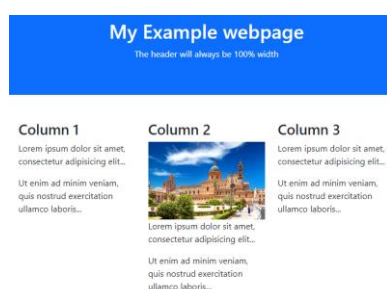 My Example webpage
The header will always be 100% width
Column 1
Lorem ipsum dolor sit amet,
consectetur adipisicing elit...
Ut enim ad minim veniam,
quis nostrud exercitation
ullamco laboris...
Column 2
Lorem ipsum dolor sit amet,
consectetur adipisicing elit...
Ut enim ad minim veniam,
quis nostrud exercitation
ullamco laboris...
Column 3
Lorem ipsum dolor sit amet,
consectetur adipisicing elit...
Ut enim ad minim veniam,
quis nostrud exercitation
ullamco laboris...